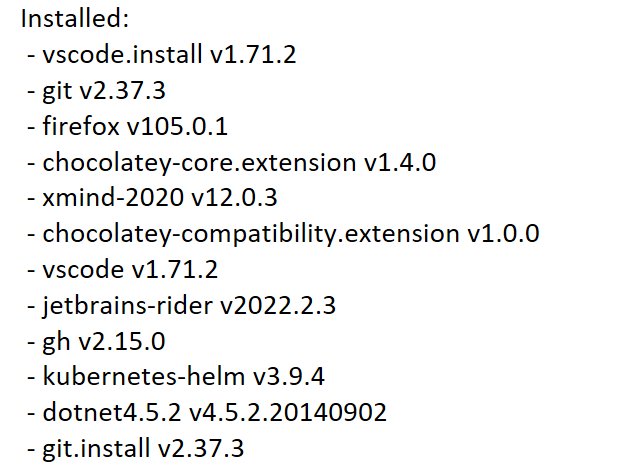 Installed:
- vscode.install v1.71.2
- git v2.37.3
- firefox v105.0.1
- chocolatey-core.extension v1.4.0
- xmind-2020 v12.0.3
- chocolatey-compatibility.extension v1.0.0
- vscode v1.71.2
- jetbrains-rider v2022.2.3
- gh v2.15.0
- kubernetes-helm v3.9.4
- dotnet4.5.2 v4.5.2.20140902
- git.install v2.37.3